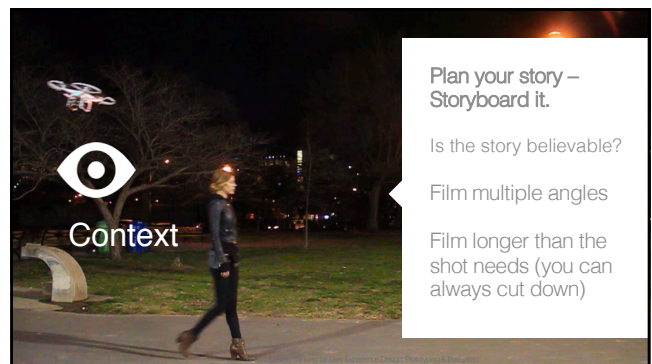 Context
Plan your story –
Storyboard it.
Is the story believable?
Film multiple angles
Film longer than the
shot needs (you can
always cut down)